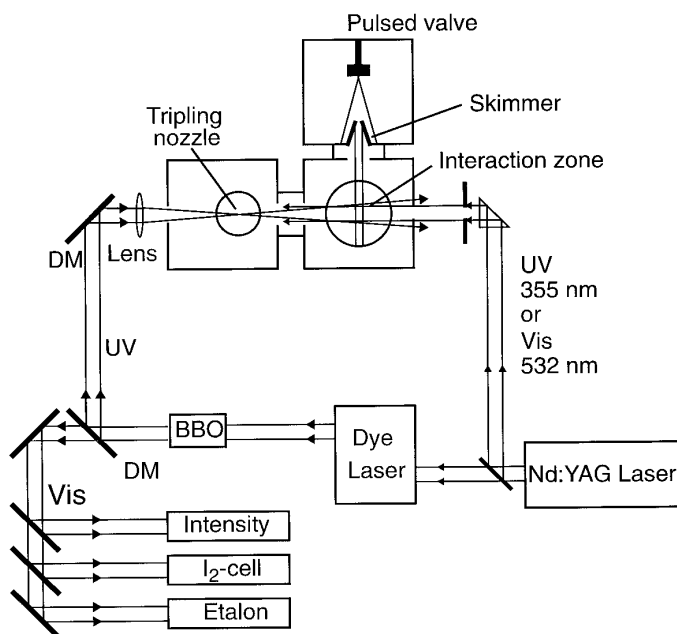 Pulsed valve
Skimmer
Tripling
nozzle
Interaction zone
DM
Lens
UV
355 nm
or
Vis
532 nm
UV
BBO
Dye
Laser
Nd:YAG Laser
DM
Vis
Intensity
I₂-cell
Etalon